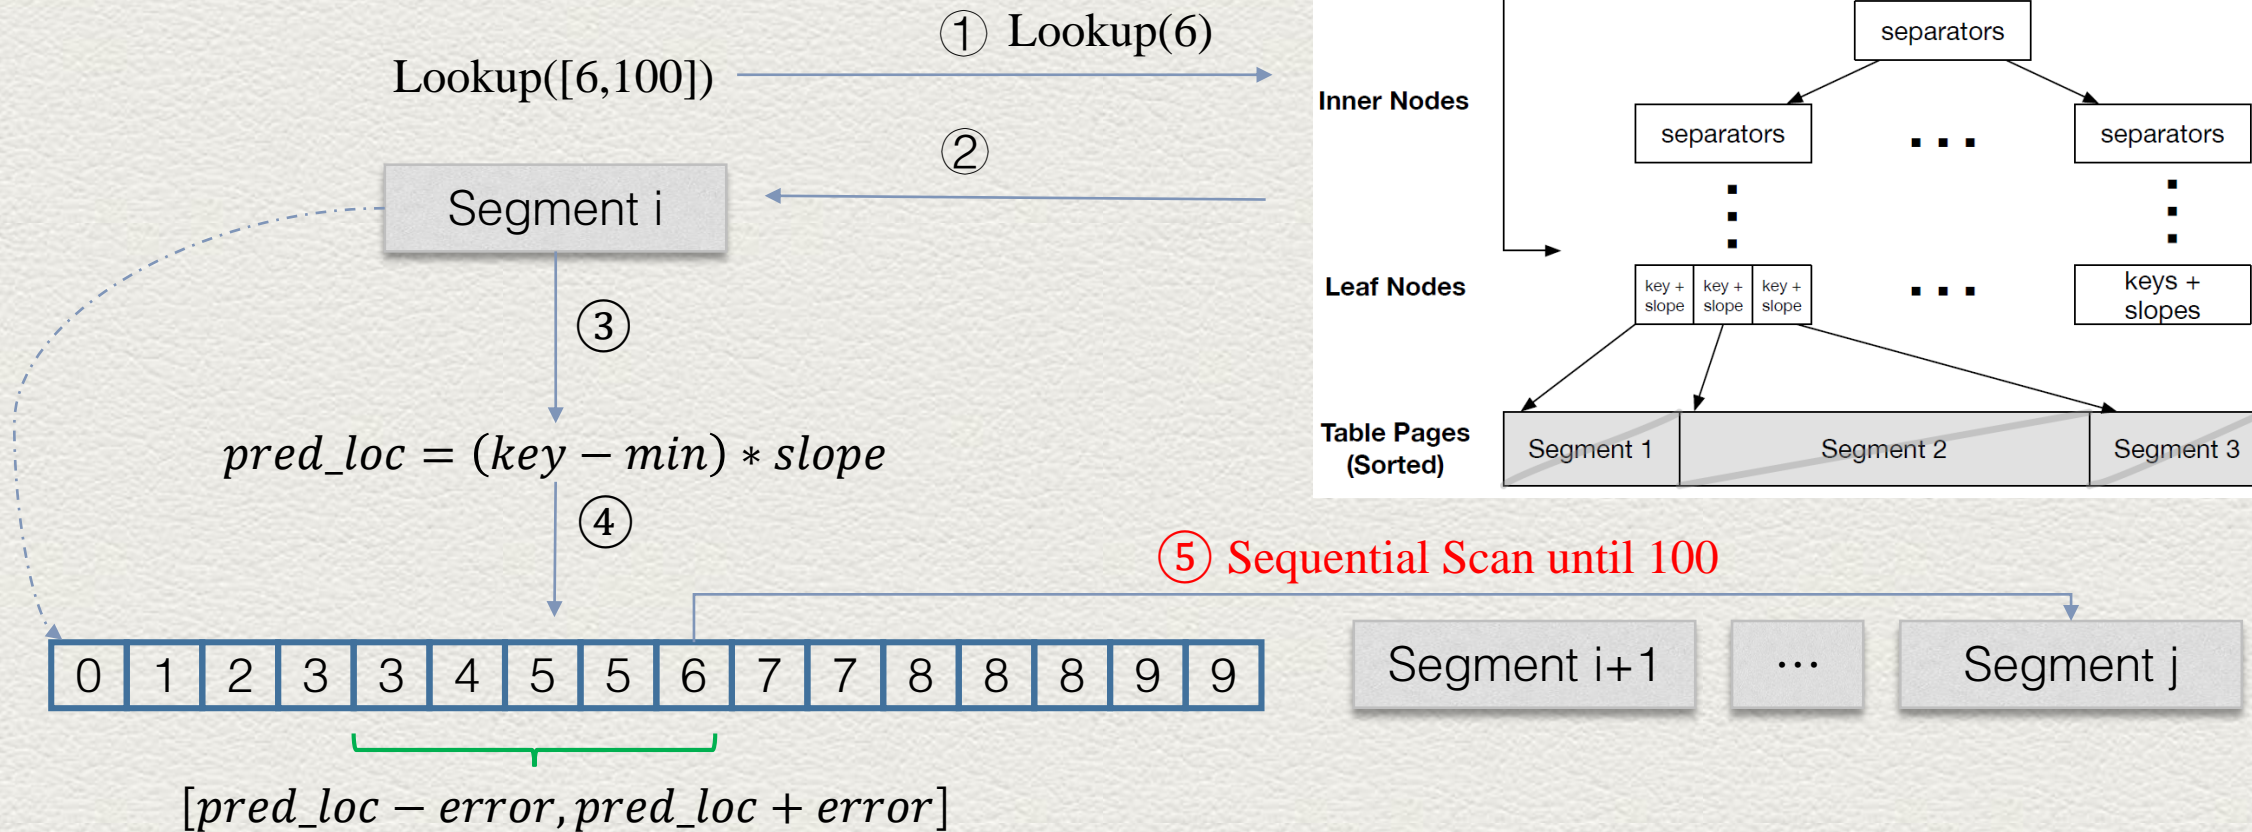 ① Lookup(6)
Lookup([6,100])
②
Segment i
③
pred_loc = (key − min) ∗ slope
④
⑤ Sequential Scan until 100
0 1 2 3 3 4 5 5 6 7 7 8 8 8 9 9
Segment i+1 ... Segment j
[pred_loc − error, pred_loc + error]
separators
Inner Nodes
separators ... separators
Leaf Nodes
key + slope
key + slope
key + slope
...
keys + slopes
Table Pages
(Sorted)
Segment 1 Segment 2 Segment 3